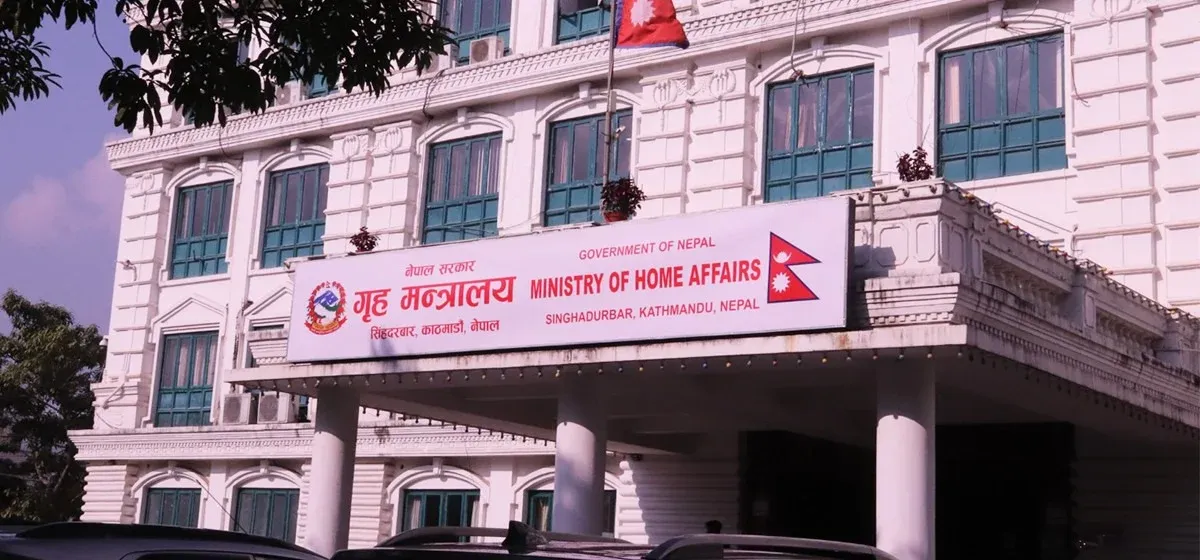 नेपाल सरकार
गृह मन्त्रालय
सिंहदरबार, काठमाडौं, नेपाल
GOVERNMENT OF NEPAL
MINISTRY OF HOME AFFAIRS
SINGHADURBAR, KATHMANDU, NEPAL